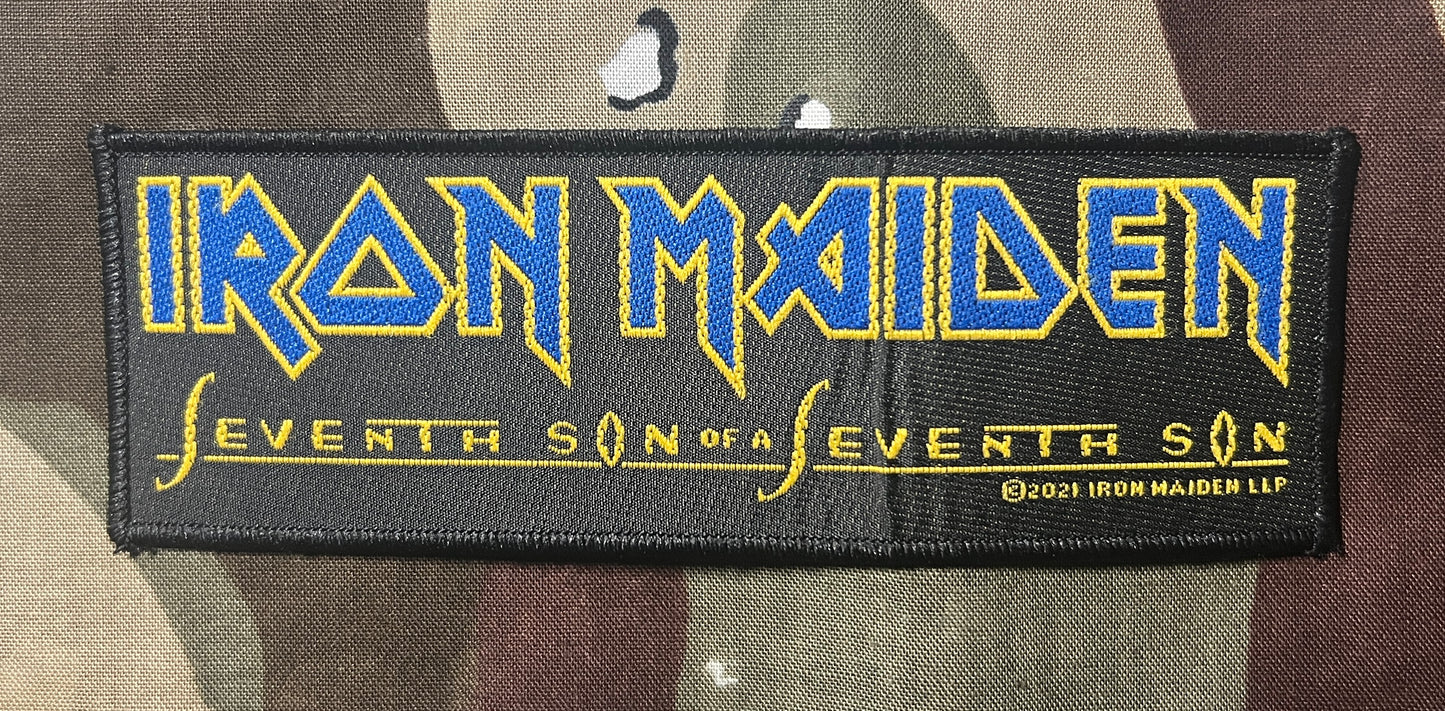 IRON MAIDEN
SEVENTH SON OF A SEVENTH SON
©2021 IRON MAIDEN LLP